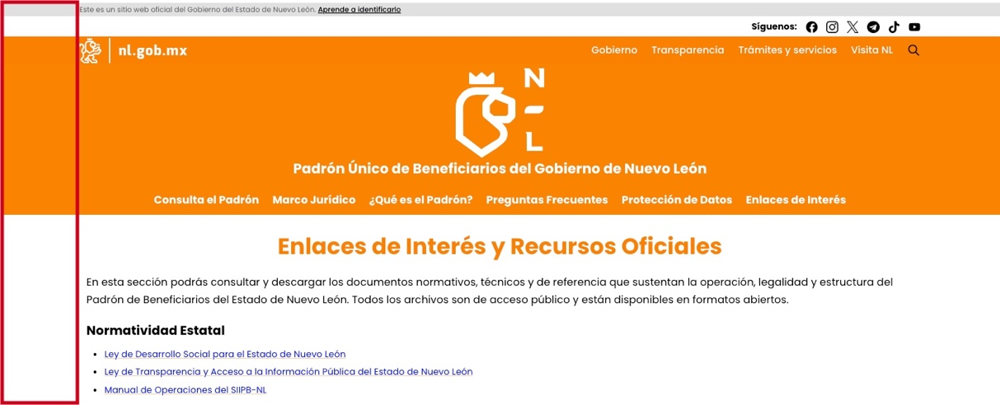 Este es un sitio web oficial del Gobierno del Estado de Nuevo León. Aprende a identificarlo
Síguenos:
nl.gob.mx
Gobierno Transparencia Trámites y servicios Visita NL
N
L
Padrón Único de Beneficiarios del Gobierno de Nuevo León
Consulta el Padrón Marco Jurídico ¿Qué es el Padrón? Preguntas Frecuentes Protección de Datos Enlaces de Interés
Enlaces de Interés y Recursos Oficiales
En esta sección podrás consultar y descargar los documentos normativos, técnicos y de referencia que sustentan la operación, legalidad y estructura del
Padrón de Beneficiarios del Estado de Nuevo León. Todos los archivos son de acceso público y están disponibles en formatos abiertos.
Normatividad Estatal
• Ley de Desarrollo Social para el Estado de Nuevo León
• Ley de Transparencia y Acceso a la Información Pública del Estado de Nuevo León
• Manual de Operaciones del SIIPB-NL